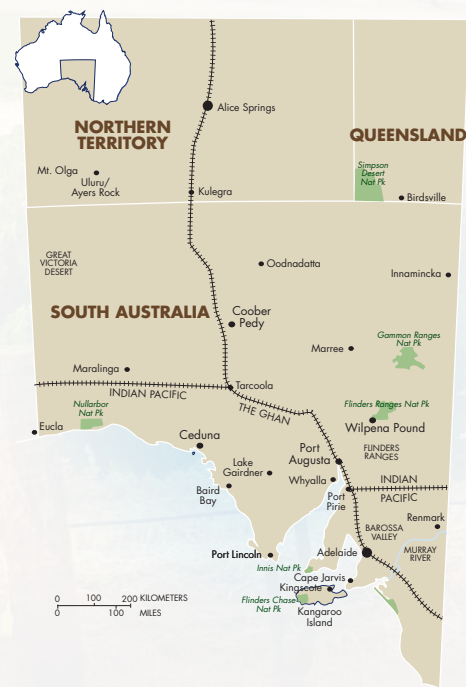 Alice Springs
NORTHERN
TERRITORY
QUEENSLAND
Simpson
Desert
Nat Pk
Mt. Olga
Uluru/
Ayers Rock
Kulegra
Birdsville
GREAT
VICTORIA
DESERT
Oodnadatta
Innamincka
SOUTH AUSTRALIA
Coober
Pedy
Marree
Gammon Ranges
Nat Pk
Maralinga
Tarcoola
INDIAN PACIFIC
THE GHAN
Nullarbor
Nat Pk
Flinders Ranges Nat Pk
Wilpena Pound
Eucla
Ceduna
FLINDERS
RANGES
Port
Augusta
Lake
Gairdner
Whyalla
INDIAN
PACIFIC
Baird
Bay
Port
Pirie
Renmark
BAROSSA
VALLEY
Port Lincoln
Adelaide
MURRAY
RIVER
Innis Nat Pk
Cape Jarvis
Kingscote
Flinders Chase
Nat Pk
Kangaroo
Island
0 100 200 KILOMETERS
0 100 MILES